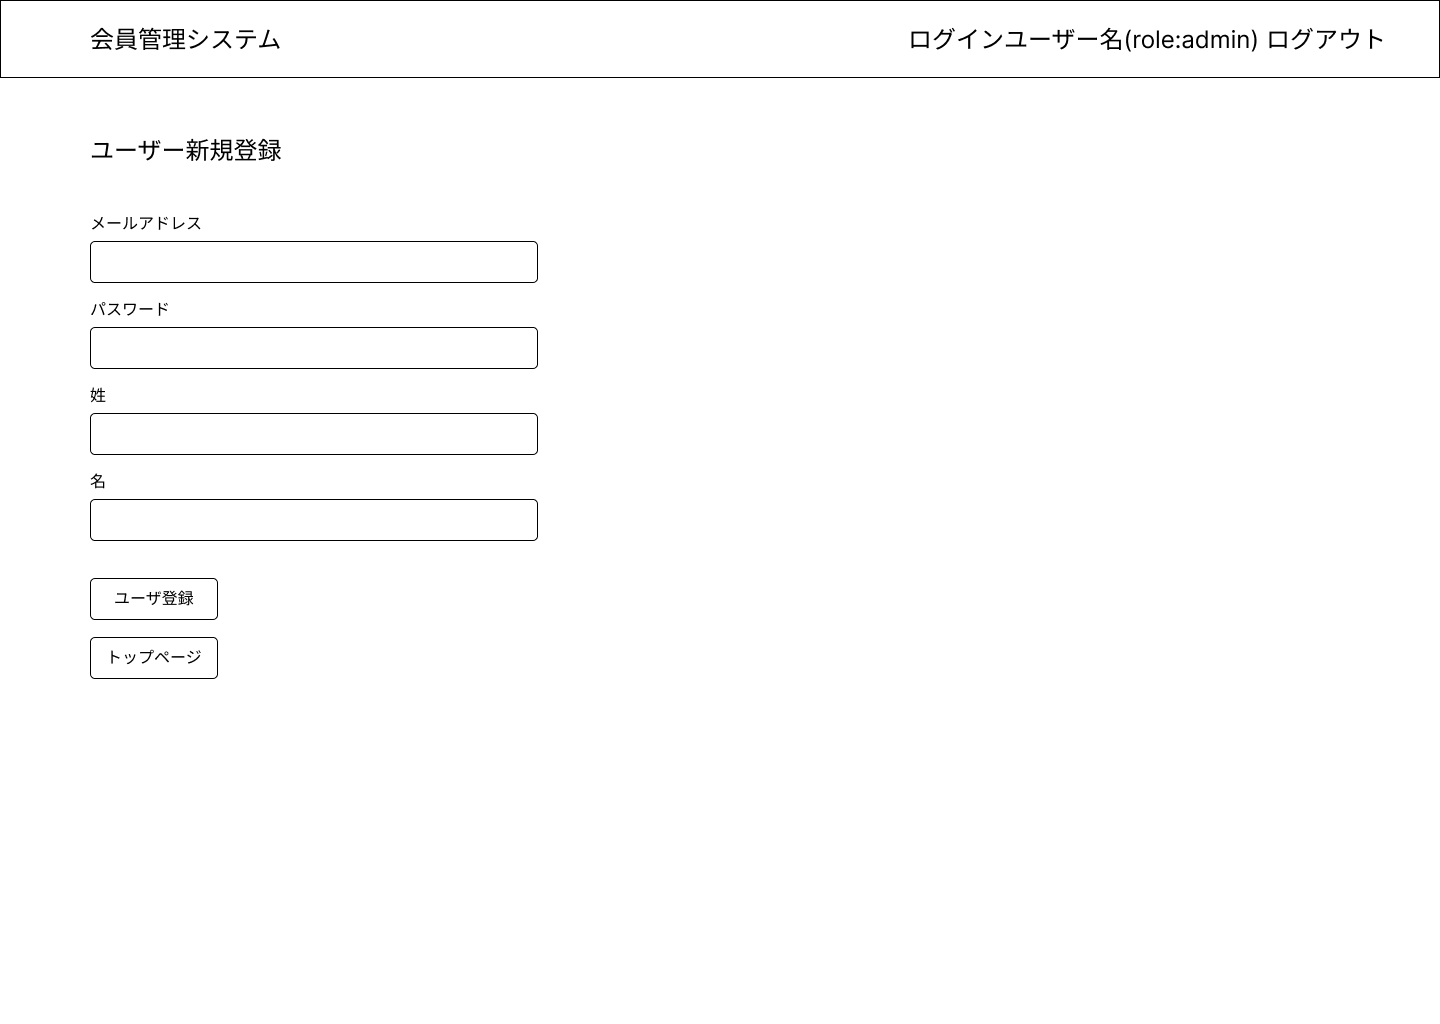 会員管理システム
ログインユーザー名(role:admin) ログアウト
ユーザー新規登録
メールアドレス
パスワード
姓
名
ユーザ登録
トップページ